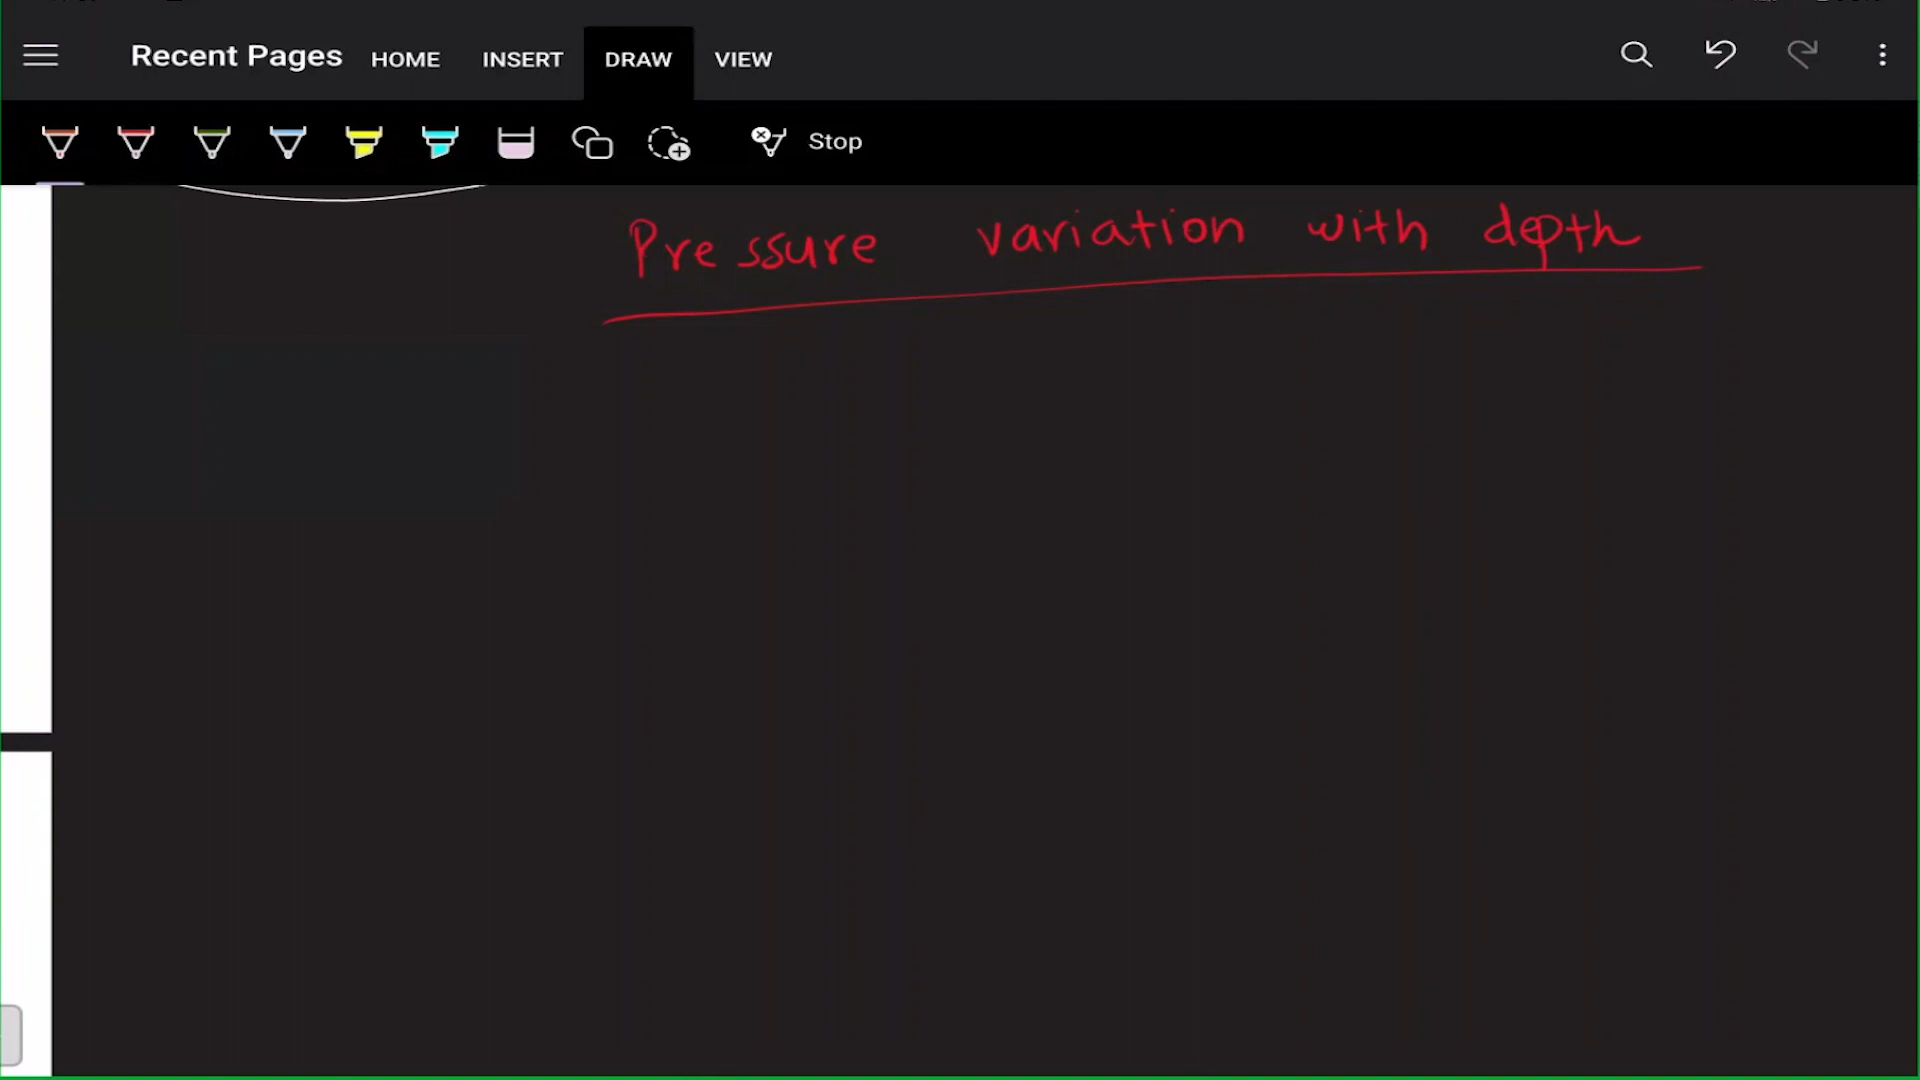 Recent Pages HOME INSERT DRAW VIEW
Stop
Pressure variation with depth